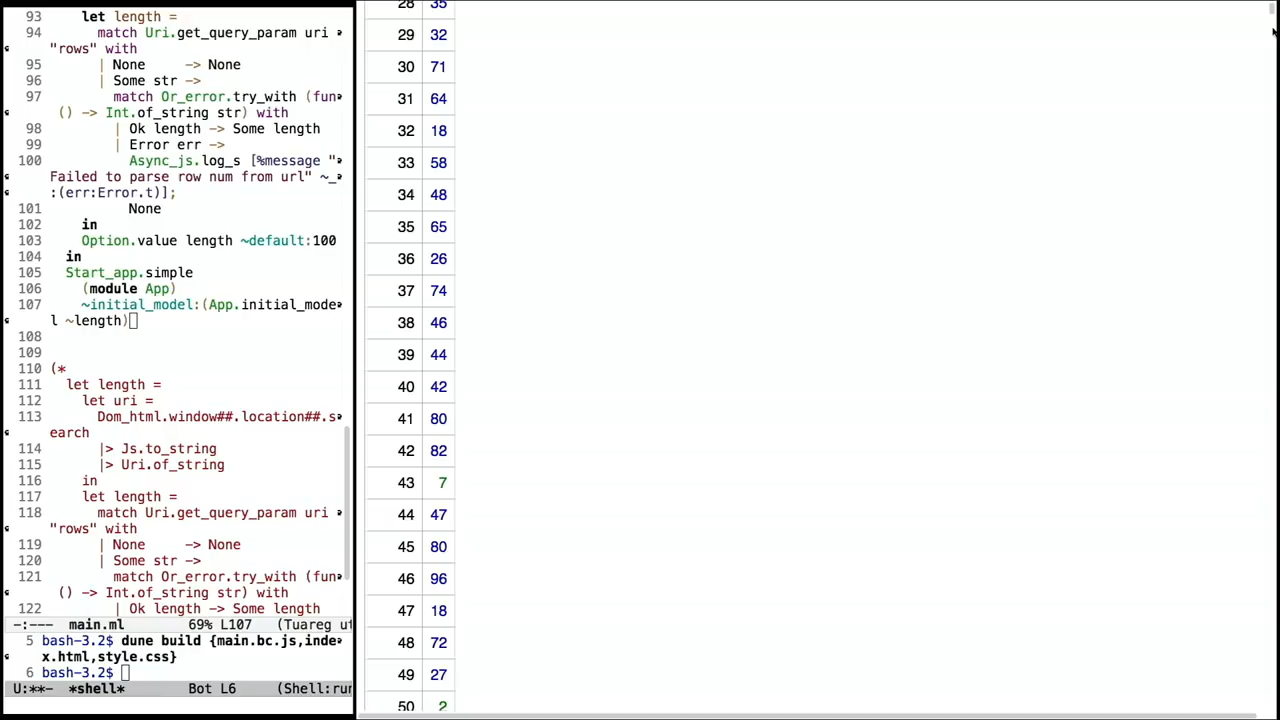 93     let length =
94       match Uri.get_query_param uri
"rows" with
95       | None     -> None
96       | Some str ->
97         match Or_error.try_with (fun
() -> Int.of_string str) with
98         | Ok length -> Some length
99         | Error err ->
100           Async_js.log_s [%message "
Failed to parse row num from url" ~_
:(err:Error.t)];
101           None
102     in
103     Option.value length ~default:100
104   in
105   Start_app.simple
106     (module App)
107     ~initial_model:(App.initial_mode
l ~length)
108
109
110 (*
111   let length =
112     let uri =
113       Dom_html.window##.location##.s
earch
114       |> Js.to_string
115       |> Uri.of_string
116     in
117     let length =
118       match Uri.get_query_param uri
"rows" with
119       | None     -> None
120       | Some str ->
121         match Or_error.try_with (fun
() -> Int.of_string str) with
122         | Ok length -> Some length
-:---  main.ml     69% L107   (Tuareg ut
5 bash-3.2$ dune build {main.bc.js,inde
x.html,style.css}
6 bash-3.2$
U:**-  *shell*     Bot L6     (Shell:run
28 35
29 32
30 71
31 64
32 18
33 58
34 48
35 65
36 26
37 74
38 46
39 44
40 42
41 80
42 82
43 7
44 47
45 80
46 96
47 18
48 72
49 27
50 2